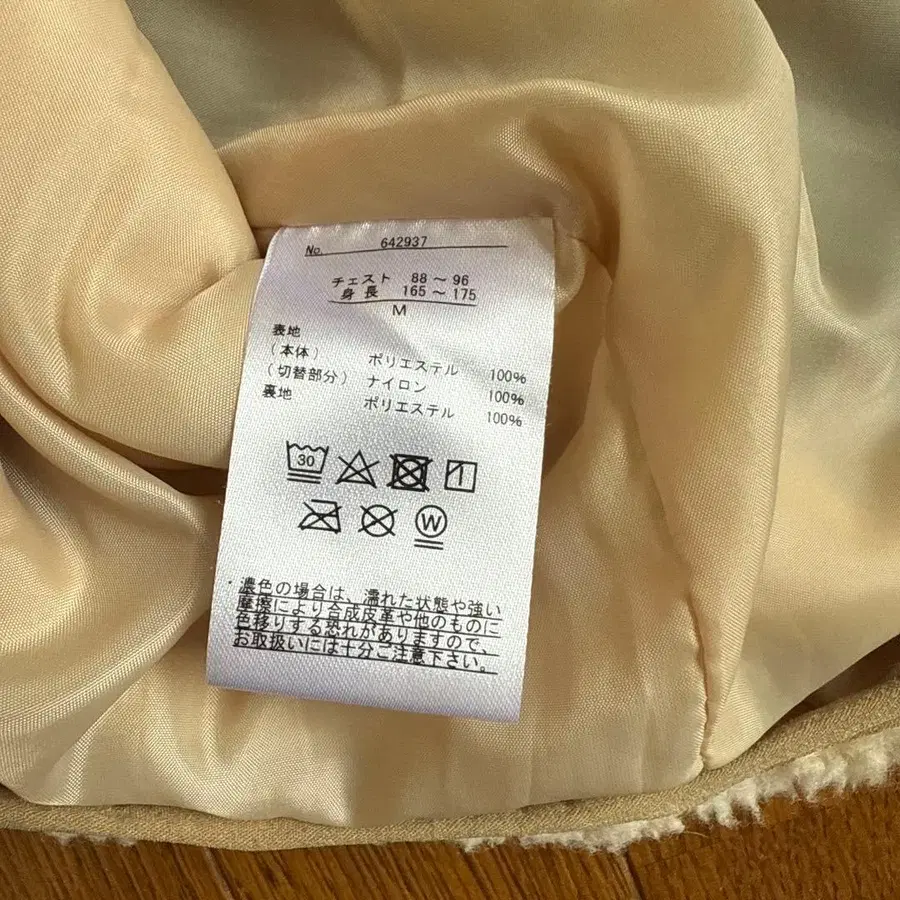 No. 642937
チェスト 88～96
身長 165～175
M
表地
(本体) ポリエステル 100%
(切替部分) ナイロン 100%
裏地 ポリエステル 100%
30
W
・濃色の場合は、濡れた状態や強い
摩擦により合成皮革や他のものに
色移りする恐れがありますので、
お取扱いには十分ご注意下さい。